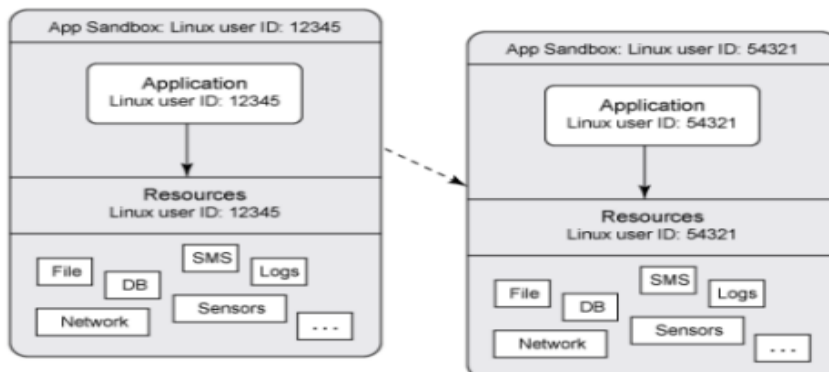 App Sandbox: Linux user ID: 12345
Application
Linux user ID: 12345
Resources
Linux user ID: 12345
File
DB
SMS
Logs
Network
Sensors
...
App Sandbox: Linux user ID: 54321
Application
Linux user ID: 54321
Resources
Linux user ID: 54321
File
DB
SMS
Logs
Network
Sensors
...